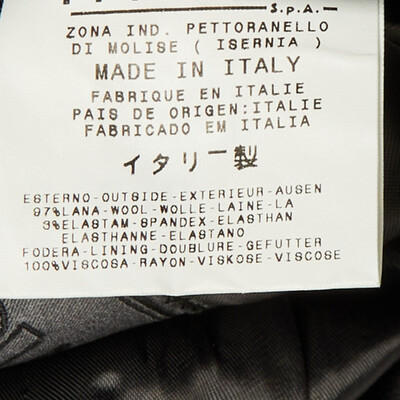 S.p.A.
ZONA IND. PETTORANELLO
DI MOLISE ( ISERNIA )
MADE IN ITALY
FABRIQUE EN ITALIE
PAIS DE ORIGEN:ITALIE
FABRICADO EM ITALIA
イタリー製
ESTERNO-OUTSIDE-EXTERIEUR-AUSEN
97%LANA-WOOL-WOLLE-LAINE-LA
3%ELASTAM-SPANDEX-ELASTHAN
ELASTHANNE-ELASTANO
FODERA-LINING-DOUBLURE-GEFUTTER
100%VISCOSA-RAYON-VISKOSE-VISCOSE